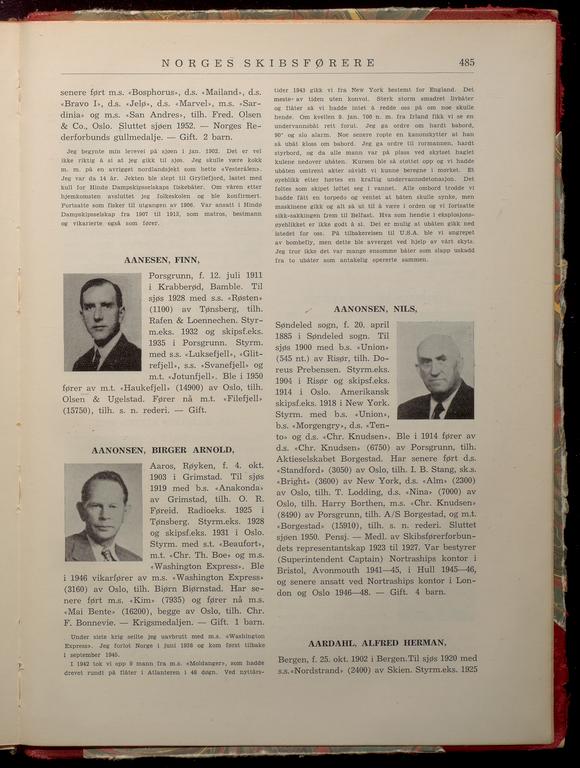 NORGES SKIBSFØRERE 485
senere ført m.s. «Bosphorus», d.s. «Mailand», d.s.
«Bravo I», d.s. «Jelø», d.s. «Marvel», m.s. «Sar-
dinia» og m.s. «San Andres», tilh. Fred. Olsen
& Co., Oslo. Sluttet sjøen 1952. — Norges Re-
derforbunds gullmedalje. — Gift. 2 barn.
Jeg begynte min løvevel på sjøen i jan. 1902. Det er vel
ikke riktig å si at jeg gikk til sjøs. Jeg skulle være kokk
m. m. på en avrigget nordlandsjekt som hette «Vesterålen».
Jeg var da 14 år. Jekten ble slept til Gryllefjord, lastet med
kull for Hinds Dampskipsselskaps fiskebåter. Om våren etter
hjemkomsten avsluttet jeg folkeskolen og ble konfirmert.
Fortsatte som fisker til utgangen av 1906. Var ansatt i Hinds
Dampskipsselskap fra 1907 til 1912, som matros, bestmann
og vikarierte også som fører.
AANESEN, FINN,
Porsgrunn, f. 12. juli 1911
i Krabberød, Bamble. Til
sjøs 1928 med s.s. «Røsten»
(1100) av Tønsberg, tilh.
Rafen & Loennechen. Styr-
m.eks. 1932 og skipsf.eks.
1935 i Porsgrunn. Styrm.
med s.s. «Luksefjell», «Glit-
refjell», s.s. «Svanefjell» og
m.t. «Jotunfjell». Ble i 1950
fører av m.t. «Haukefjell» (14900) av Oslo, tilh.
Olsen & Ugelstad. Fører nå m.t. «Filefjell»
(15750), tilh. s. n. rederi. — Gift.
AANONSEN, BIRGER ARNOLD,
Aaros, Røyken, f. 4. okt.
1903 i Grimstad. Til sjøs
1919 med b.s. «Anakonda»
av Grimstad, tilh. O. R.
Føreid. Radioeks. 1925 i
Tønsberg. Styrm.eks. 1928
og skipsf.eks. 1931 i Oslo.
Styrm. med s.t. «Beaufort»,
m.t. «Chr. Th. Boe» og m.s.
«Washington Express». Ble
i 1946 vikarfører av m.s. «Washington Express»
(3160) av Oslo, tilh. Biørn Biørnstad. Har se-
nere ført m.s. «Kim» (7935) og fører nå m.s.
«Mai Bente» (16200), begge av Oslo, tilh. Chr.
F. Bonnevie. — Krigsmedaljen. — Gift. 1 barn.
Under siste krig seilte jeg uavbrutt med m.s. «Washington
Express». Jeg forlot Norge i juni 1938 og kom først tilbake
i september 1945.
I 1942 tok vi opp 9 mann fra m.s. «Moldanger», som hadde
drevet rundt på flåter i Atlanteren i 46 døgn. Ved nyttårs-
tider 1943 gikk vi fra New York bestemt for England. Det
meste av tiden uten konvoi. Sterk storm smadret livbåter
og flåter så vi hadde intet å redde oss på om noe skulle
hende. Om kvelden 9. jan. 700 n. m. fra Irland fikk vi se en
undervannsbåt rett forut. Jeg ga ordre om hardt babord,
90° og slo alarm. Noe senere ropte en kanonskytter at han
så ubåt klos om babord. Jeg ga ordre til rormannen, hardt
styrbord, og da alle mann var på plass ved skytset haglet
kulene nedover ubåten. Kursen ble så støttet opp og vi hadde
ubåten omtrent akter såvidt vi kunne beregne i mørket. Et
øyeblikk etter hørtes en kraftig undervannsdetonasjon. Det
føltes som skipet løftet seg i vannet. Alle ombord trodde vi
hadde fått en torpedo og ventet at båten skulle synke, men
maskinene gikk og alt så ut til å være i orden og vi fortsatte
sikk-sakkingen frem til Belfast. Hva som hendte i eksplosjons-
øyeblikket er ikke godt å si. Det er mulig at ubåten gikk ned
istedet for oss. På tilbakereisen til U.S.A. ble vi angrepet
av bombefly, men dette ble avverget ved hjelp av vårt skyts.
Jeg tror ikke det var mange ensomme båter som slapp uskadd
fra to ubåter som antakelig opererte sammen.
AANONSEN, NILS,
Søndeled sogn, f. 20. april
1885 i Søndeled sogn. Til
sjøs 1900 med b.s. «Union»
(545 nt.) av Risør, tilh. Do-
reus Prebensen. Styrm.eks.
1904 i Risør og skipsf.eks.
1914 i Oslo. Amerikansk
skipsf.eks. 1918 i New York.
Styrm. med b.s. «Union»,
b.s. «Morgengry», d.s. «Ten-
to» og d.s. «Chr. Knudsen». Ble i 1914 fører av
d.s. «Chr. Knudsen» (6750) av Porsgrunn, tilh.
Aktieselskabet Borgestad. Har senere ført d.s.
«Standford» (3050) av Oslo, tilh. I. B. Stang, sk.s.
«Bright» (3600) av New York, d.s. «Alm» (2300)
av Oslo, tilh. T. Lodding, d.s. «Nina» (7000) av
Oslo, tilh. Harry Borthen, m.s. «Chr. Knudsen»
(8490) av Porsgrunn, tilh. A/S Borgestad, og m.t.
«Borgestad» (15910), tilh. s. n. rederi. Sluttet
sjøen 1950. Pensj. — Medl. av Skibsførerforbun-
dets representantskap 1923 til 1927. Var bestyrer
(Superintendent Captain) Nortraships kontor i
Bristol, Avonmouth 1941—45, i Hull 1945—46,
og senere ansatt ved Nortraships kontor i Lon-
don og Oslo 1946—48. — Gift. 4 barn.
AARDAHL, ALFRED HERMAN,
Bergen, f. 25. okt. 1902 i Bergen. Til sjøs 1920 med
s.s. «Nordstrand» (2400) av Skien. Styrm.eks. 1925